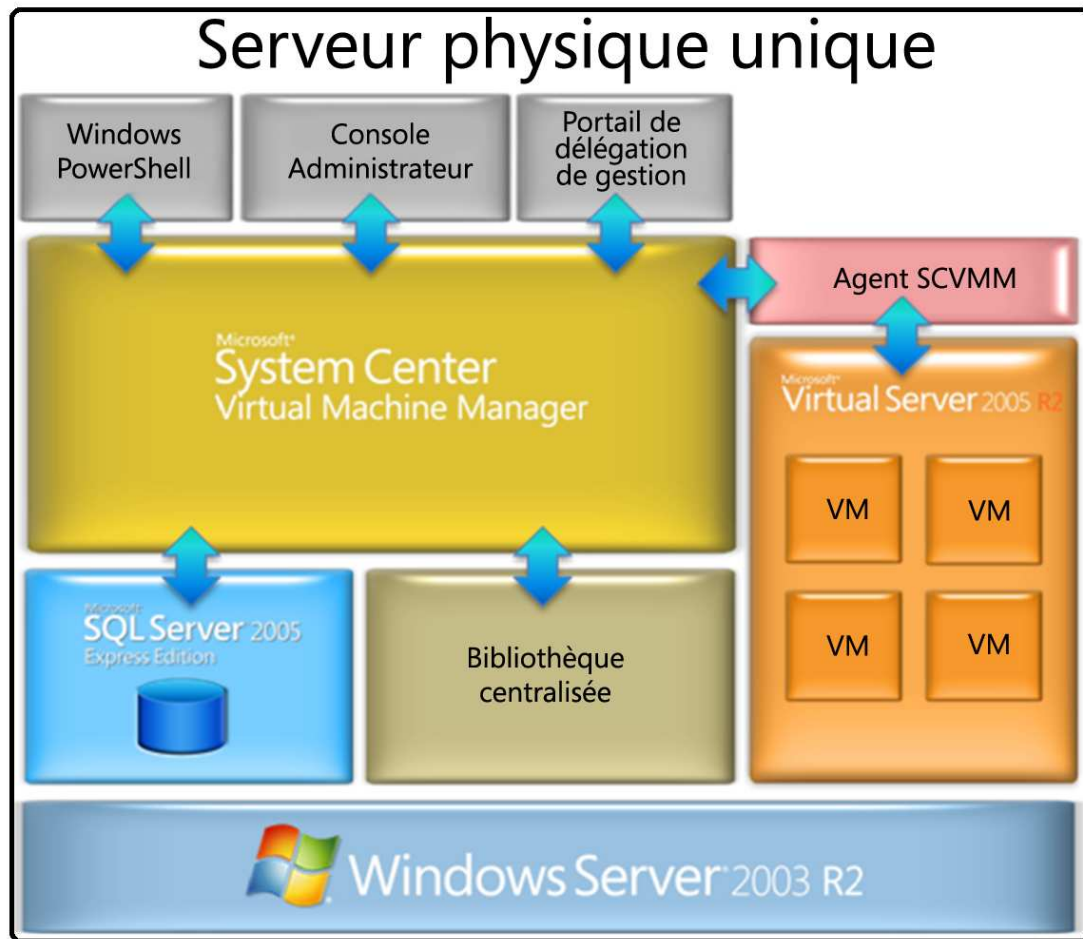 Serveur physique unique
Windows
PowerShell
Console
Administrateur
Portail de
délégation
de gestion
Agent SCVMM
Microsoft®
System Center
Virtual Machine Manager
Microsoft®
Virtual Server 2005 R2
VM
VM
VM
VM
Microsoft®
SQL Server 2005
Express Edition
Bibliothèque
centralisée
Windows Server 2003 R2